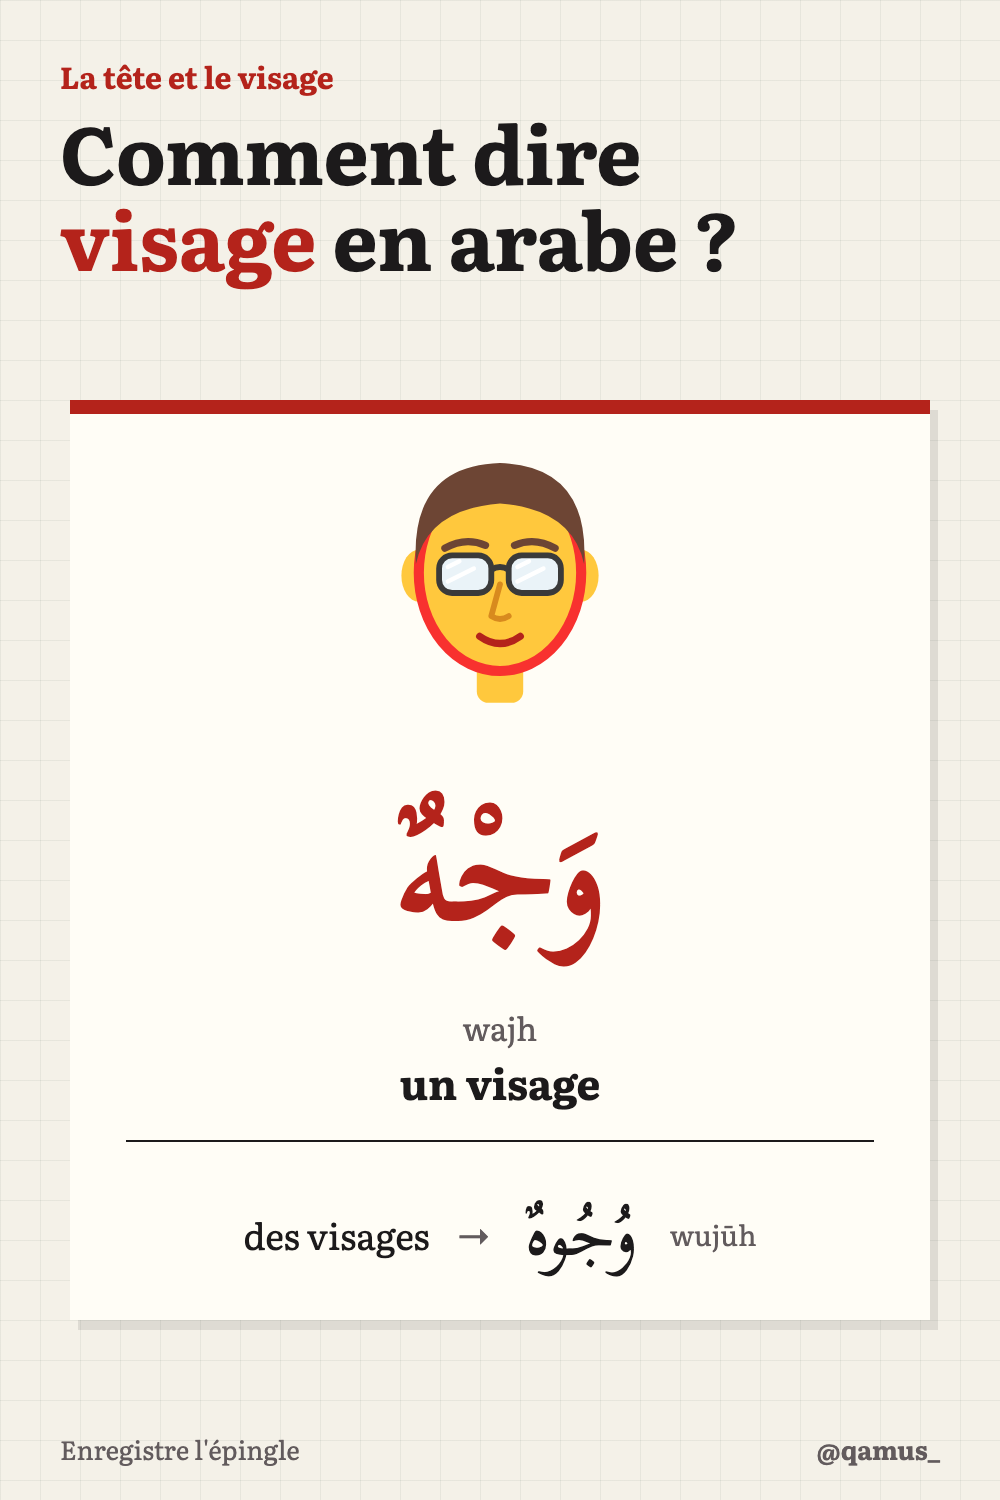 La tête et le visage
Comment dire
visage en arabe ?
وَجْهٌ
wajh
un visage
des visages → وُجُوهٌ wujūh
Enregistre l'épingle
@qamus_